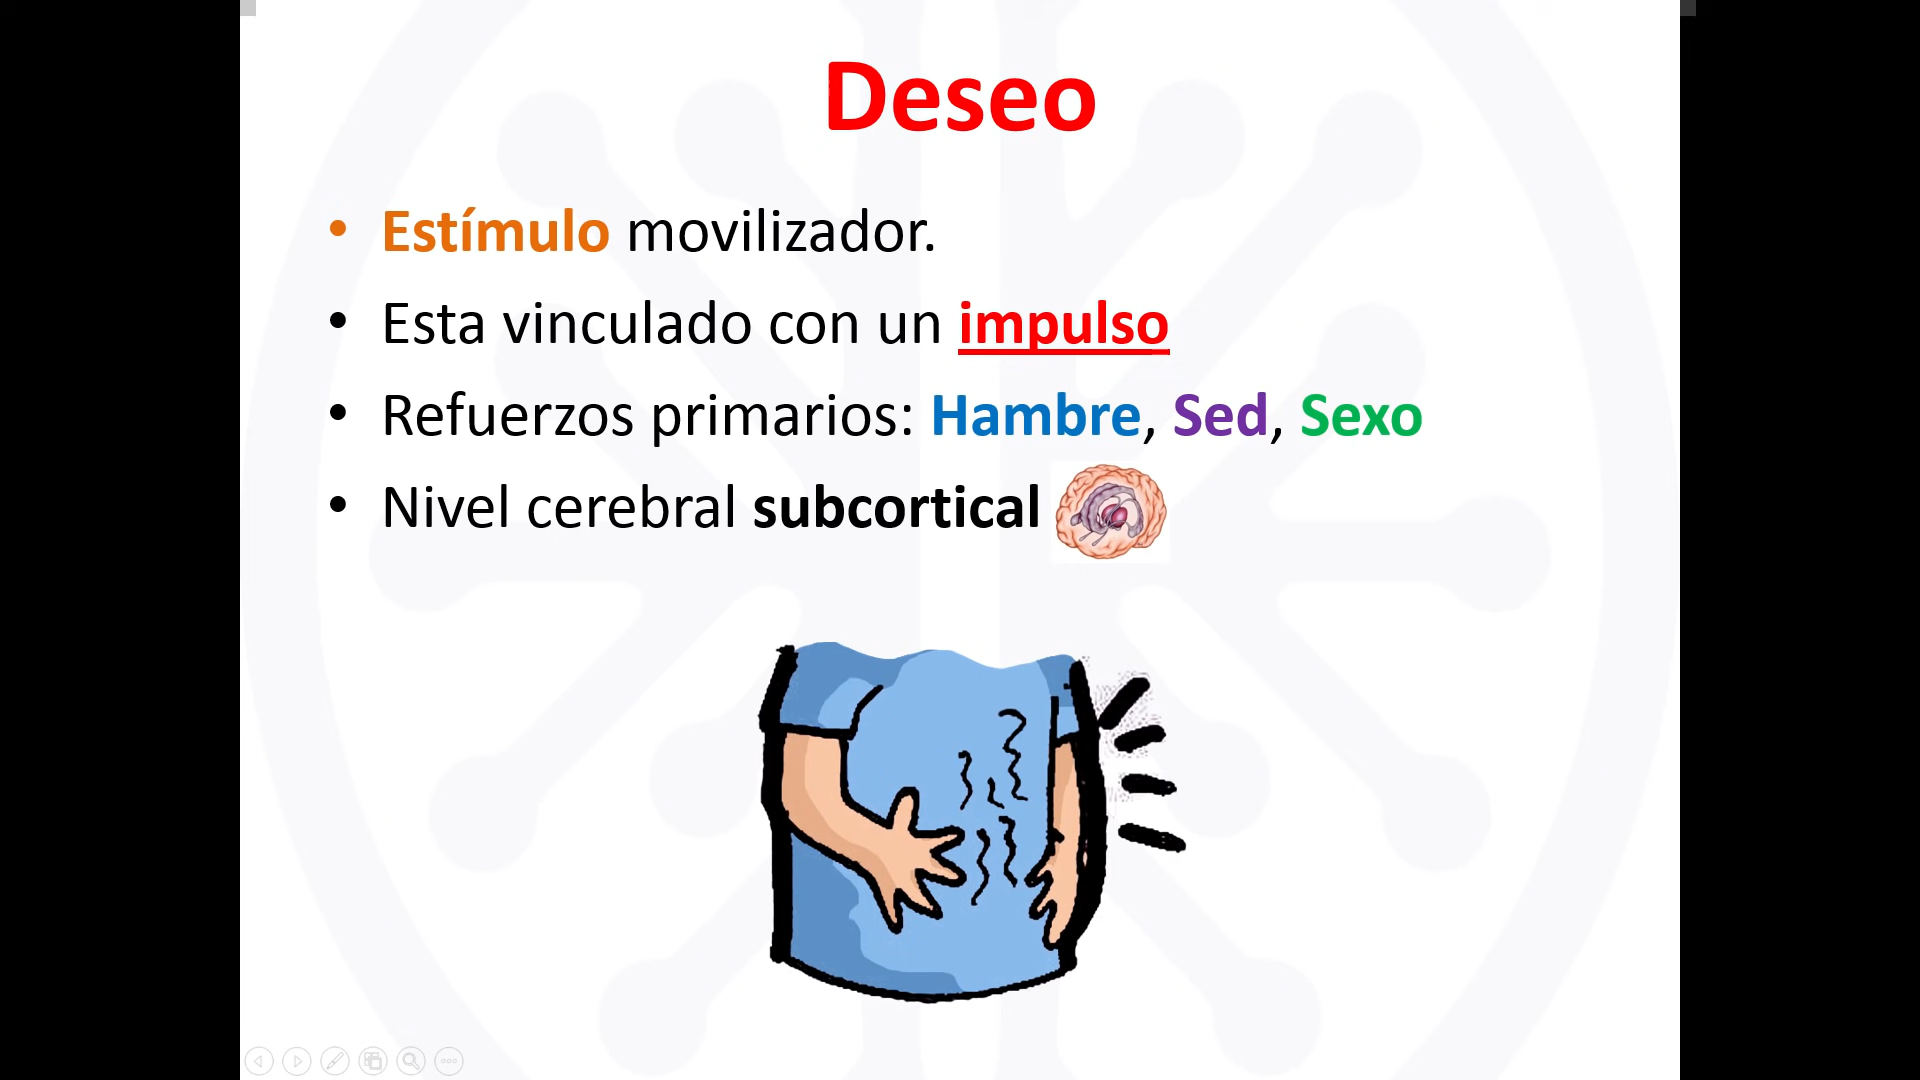 Deseo
• Estímulo movilizador.
• Esta vinculado con un impulso
• Refuerzos primarios: Hambre, Sed, Sexo
• Nivel cerebral subcortical